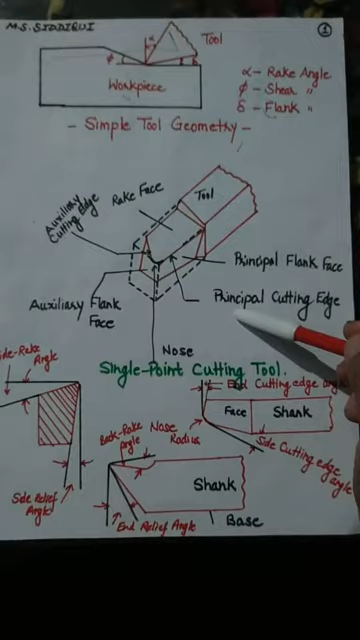 M.S. SIDDIQUI
1
α
Tool
φ
Workpiece
α – Rake Angle
φ – Shear "
δ – Flank "
- Simple Tool Geometry -
Auxiliary Cutting Edge
Rake Face
Tool
Principal Flank Face
Principal Cutting Edge
Auxiliary Flank
Face
Nose
Single-Point Cutting Tool.
Side-Rake
Angle
End Cutting edge angle
Face
Shank
Nose
Radius
Side Cutting edge
angle
Back-Rake
angle
Side Relief
Angle
Shank
End Relief Angle
Base